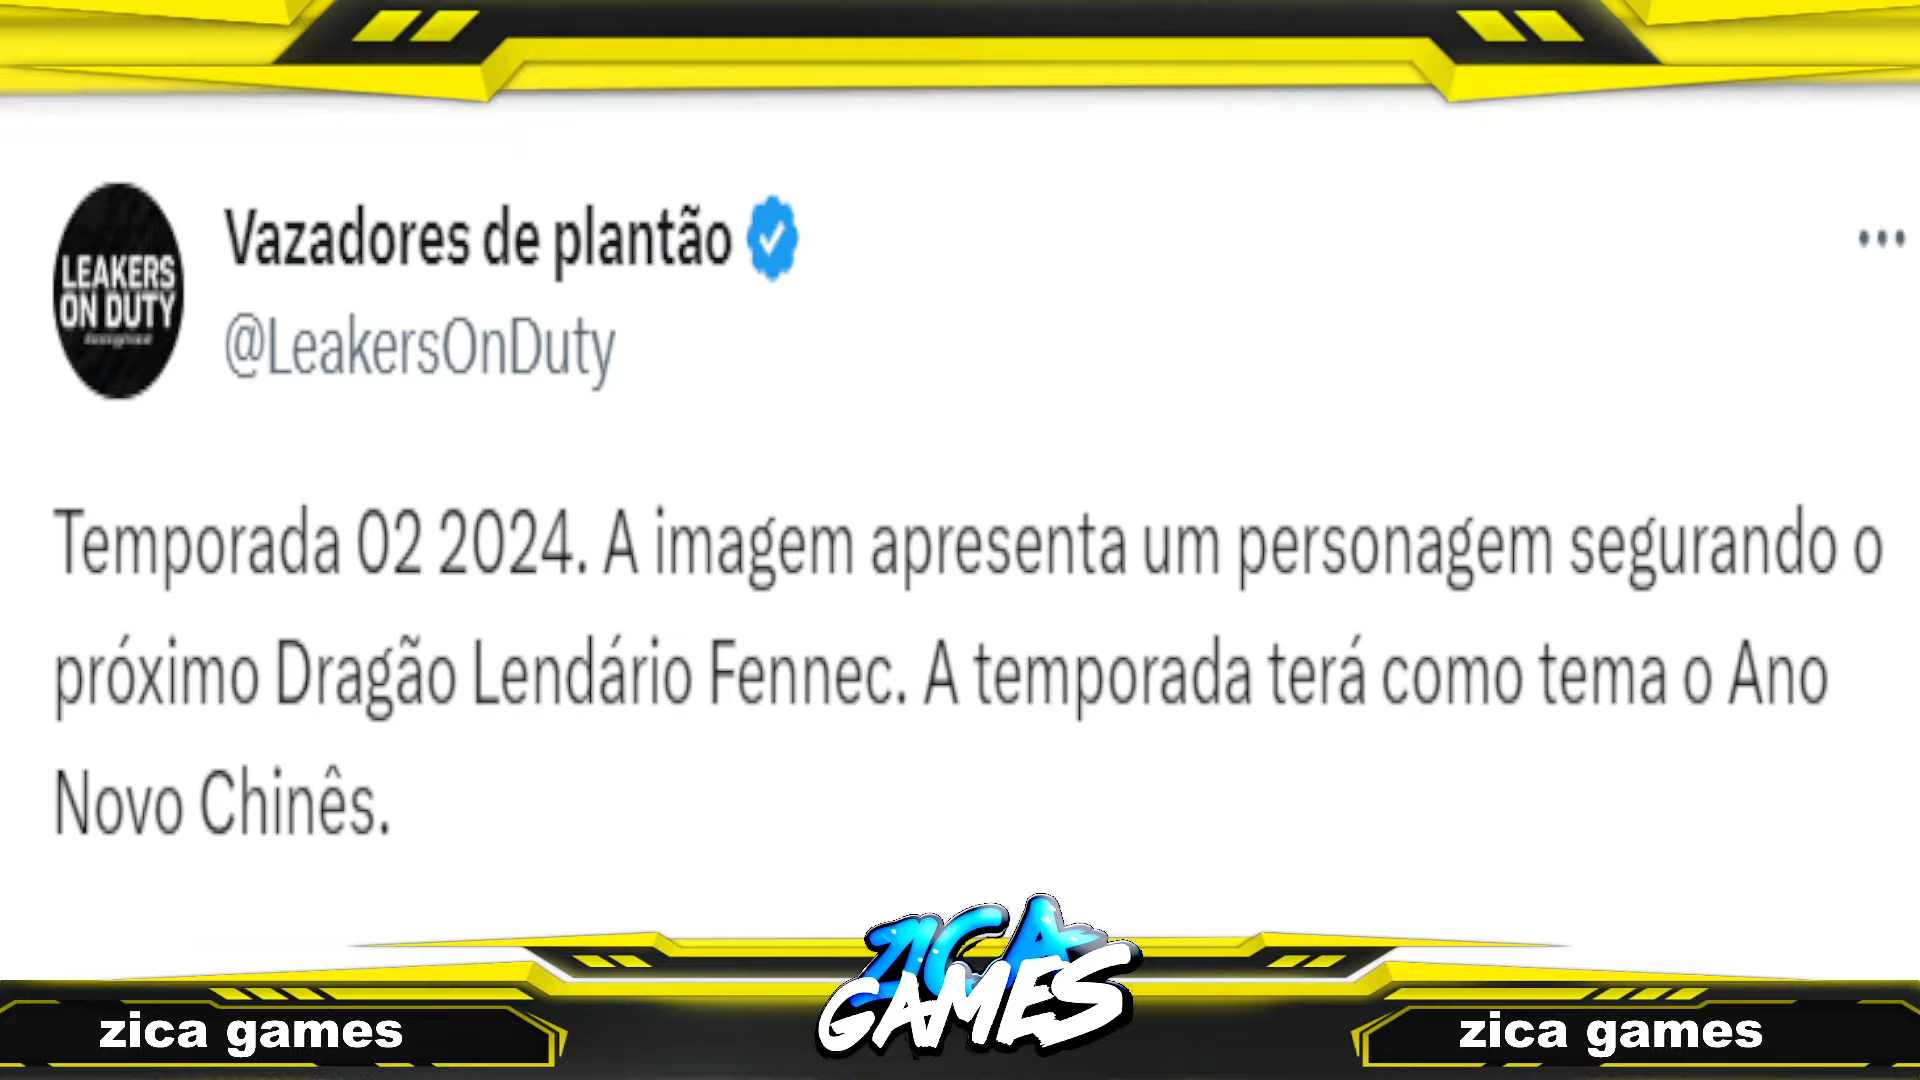 LEAKERS
ON DUTY
Vazadores de plantão
@LeakersOnDuty
Temporada 02 2024. A imagem apresenta um personagem segurando o
próximo Dragão Lendário Fennec. A temporada terá como tema o Ano
Novo Chinês.
ZICA
GAMES
zica games
zica games